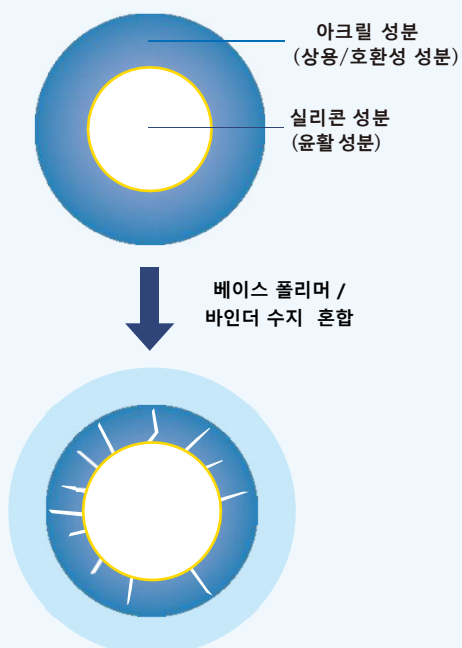 아크릴 성분
(상용/호환성 성분)
실리콘 성분
(윤활 성분)
베이스 폴리머 /
바인더 수지 혼합